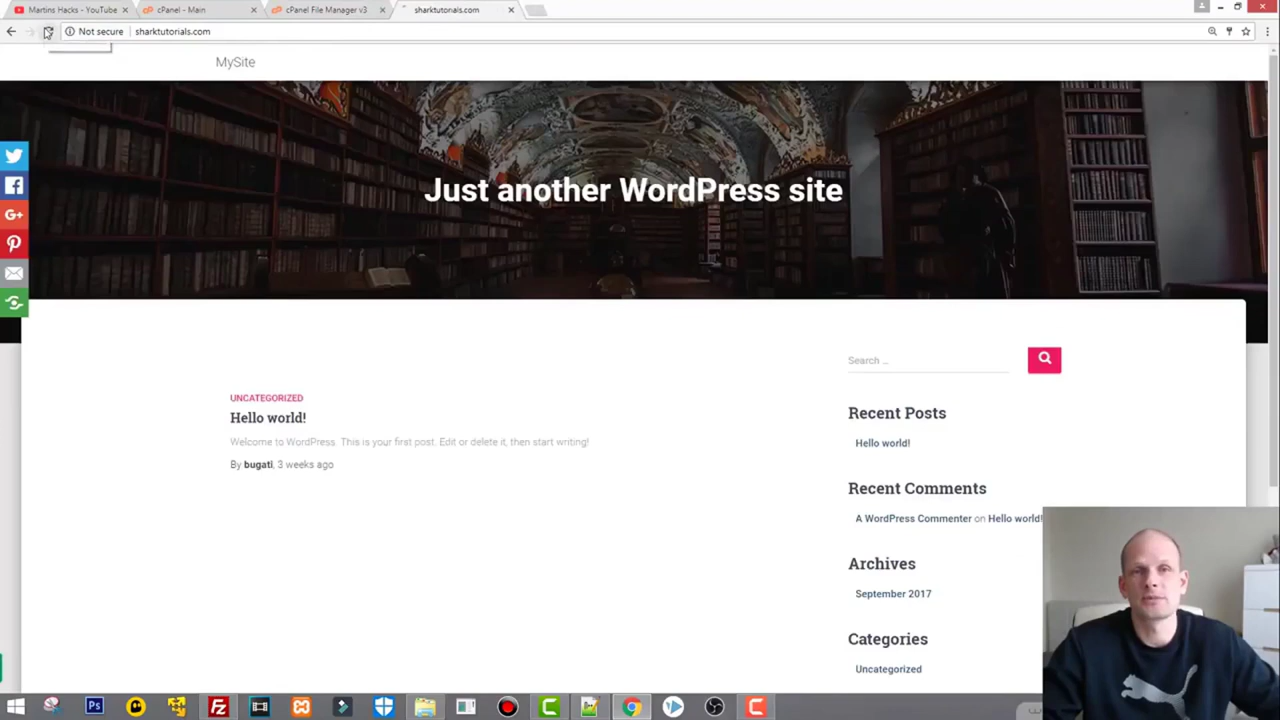 Martins Hacks - YouTube
cPanel - Main
cPanel File Manager v3
sharktutorials.com
Not secure
sharktutorials.com
MySite
Just another WordPress site
Search …
UNCATEGORIZED
Hello world!
Welcome to WordPress. This is your first post. Edit or delete it, then start writing!
By bugati, 3 weeks ago
Recent Posts
Hello world!
Recent Comments
A WordPress Commenter on Hello world!
Archives
September 2017
Categories
Uncategorized
Ps
Fz